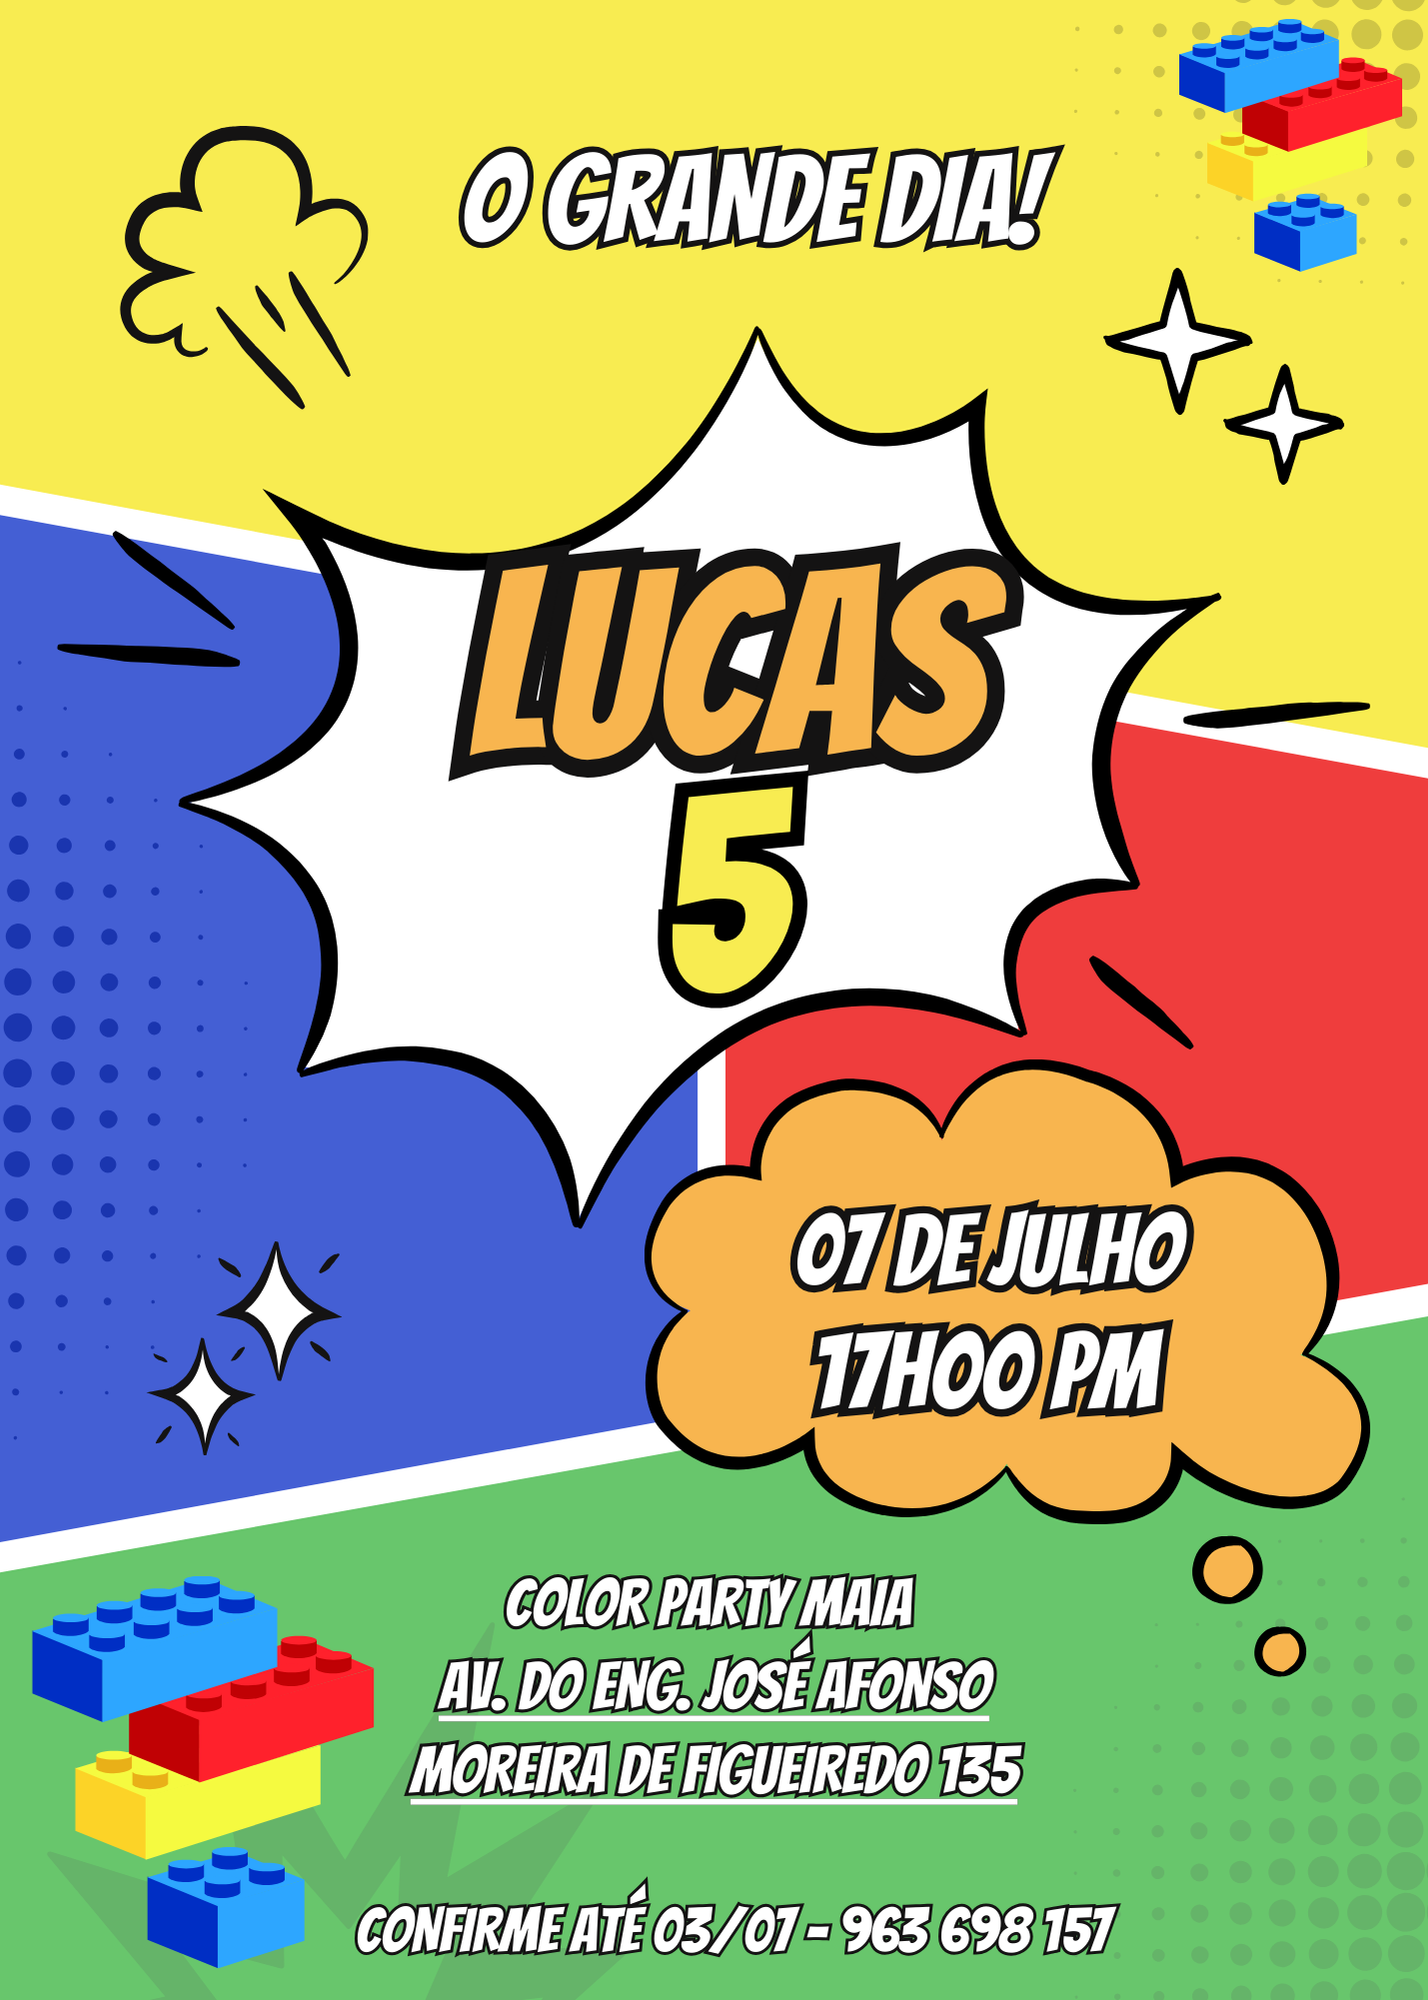 O GRANDE DIA!
LUCAS
5
07 DE JULHO
17H00 PM
COLOR PARTY MAIA
AV. DO ENG. JOSÉ AFONSO
MOREIRA DE FIGUEIREDO 135
CONFIRME ATÉ 03/07 - 963 698 157